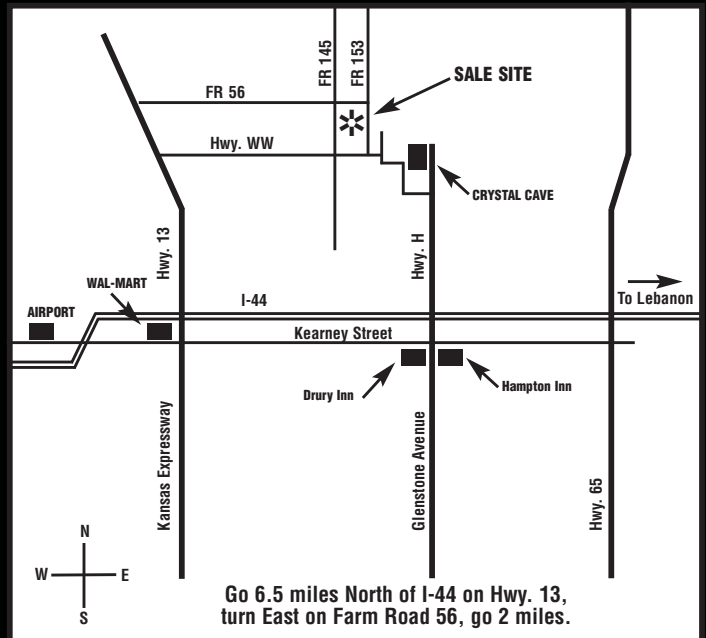 FR 145
FR 153
SALE SITE
FR 56
Hwy. WW
CRYSTAL CAVE
Hwy. 13
Hwy. H
WAL-MART
I-44
To Lebanon
AIRPORT
Kearney Street
Drury Inn
Hampton Inn
Kansas Expressway
Glenstone Avenue
Hwy. 65
N
W E
S
Go 6.5 miles North of I-44 on Hwy. 13,
turn East on Farm Road 56, go 2 miles.